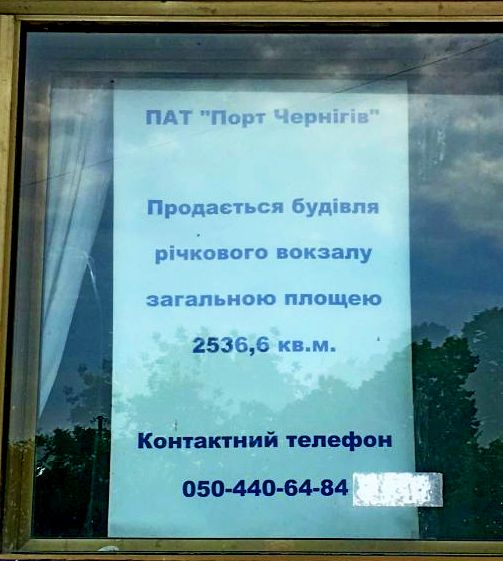 ПАТ "Порт Чернігів"
Продається будівля
річкового вокзалу
загальною площею
2536,6 кв.м.
Контактний телефон
050-440-64-84